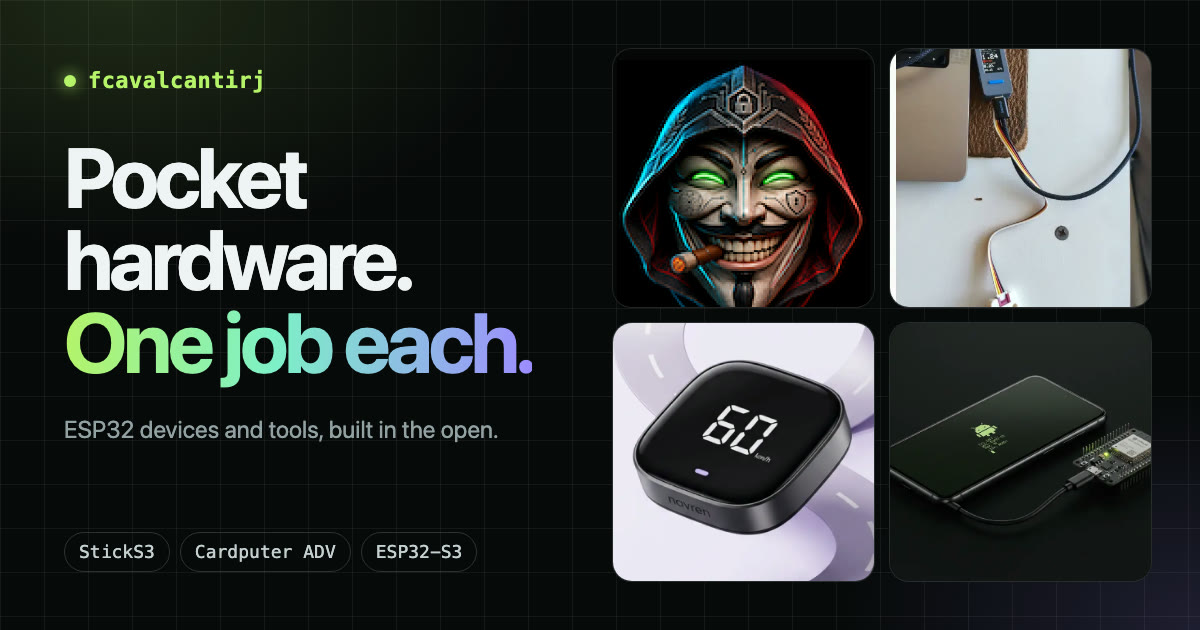 fcavalcantirj
Pocket
hardware.
One job each.
ESP32 devices and tools, built in the open.
StickS3
Cardputer ADV
ESP32-S3
60
km/h
novren